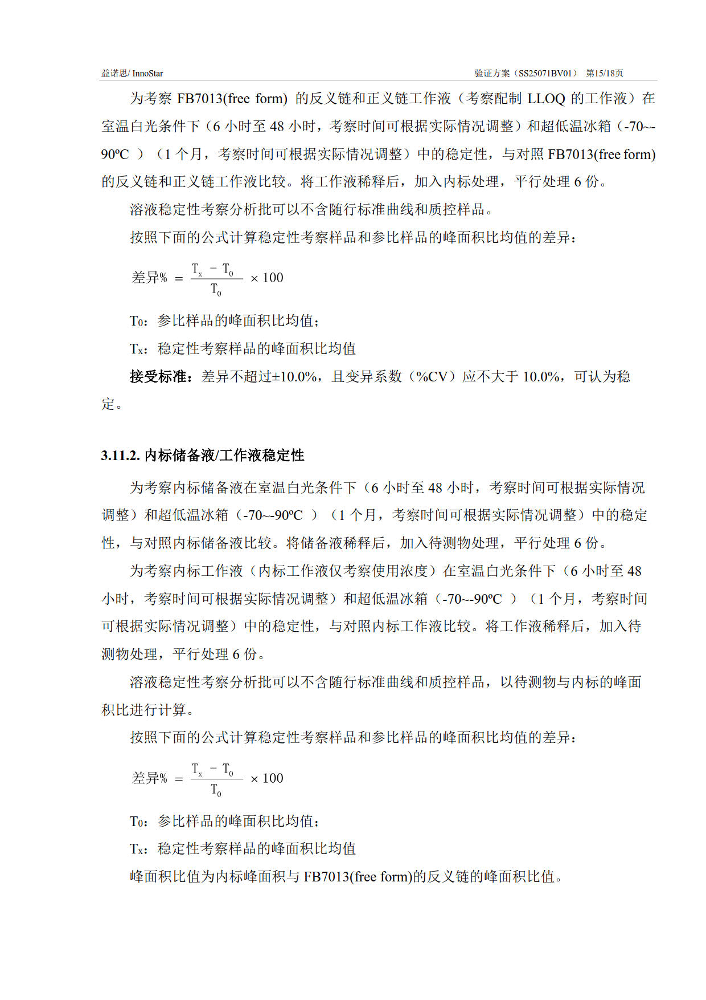 益诺思/ InnoStar 验证方案（SS25071BV01） 第15/18页
为考察 FB7013(free form) 的反义链和正义链工作液（考察配制 LLOQ 的工作液）在
室温白光条件下（6 小时至 48 小时，考察时间可根据实际情况调整）和超低温冰箱（-70~-
90ºC ）（1 个月，考察时间可根据实际情况调整）中的稳定性，与对照 FB7013(free form)
的反义链和正义链工作液比较。将工作液稀释后，加入内标处理，平行处理 6 份。
溶液稳定性考察分析批可以不含随行标准曲线和质控样品。
按照下面的公式计算稳定性考察样品和参比样品的峰面积比均值的差异：
差异% = (Tx − T0) / T0 × 100
T0：参比样品的峰面积比均值；
Tx：稳定性考察样品的峰面积比均值
接受标准：差异不超过±10.0%，且变异系数（%CV）应不大于 10.0%，可认为稳
定。
3.11.2. 内标储备液/工作液稳定性
为考察内标储备液在室温白光条件下（6 小时至 48 小时，考察时间可根据实际情况
调整）和超低温冰箱（-70~-90ºC ）（1 个月，考察时间可根据实际情况调整）中的稳定
性，与对照内标储备液比较。将储备液稀释后，加入待测物处理，平行处理 6 份。
为考察内标工作液（内标工作液仅考察使用浓度）在室温白光条件下（6 小时至 48
小时，考察时间可根据实际情况调整）和超低温冰箱（-70~-90ºC ）（1 个月，考察时间
可根据实际情况调整）中的稳定性，与对照内标工作液比较。将工作液稀释后，加入待
测物处理，平行处理 6 份。
溶液稳定性考察分析批可以不含随行标准曲线和质控样品，以待测物与内标的峰面
积比进行计算。
按照下面的公式计算稳定性考察样品和参比样品的峰面积比均值的差异：
差异% = (Tx − T0) / T0 × 100
T0：参比样品的峰面积比均值；
Tx：稳定性考察样品的峰面积比均值
峰面积比值为内标峰面积与 FB7013(free form)的反义链的峰面积比值。